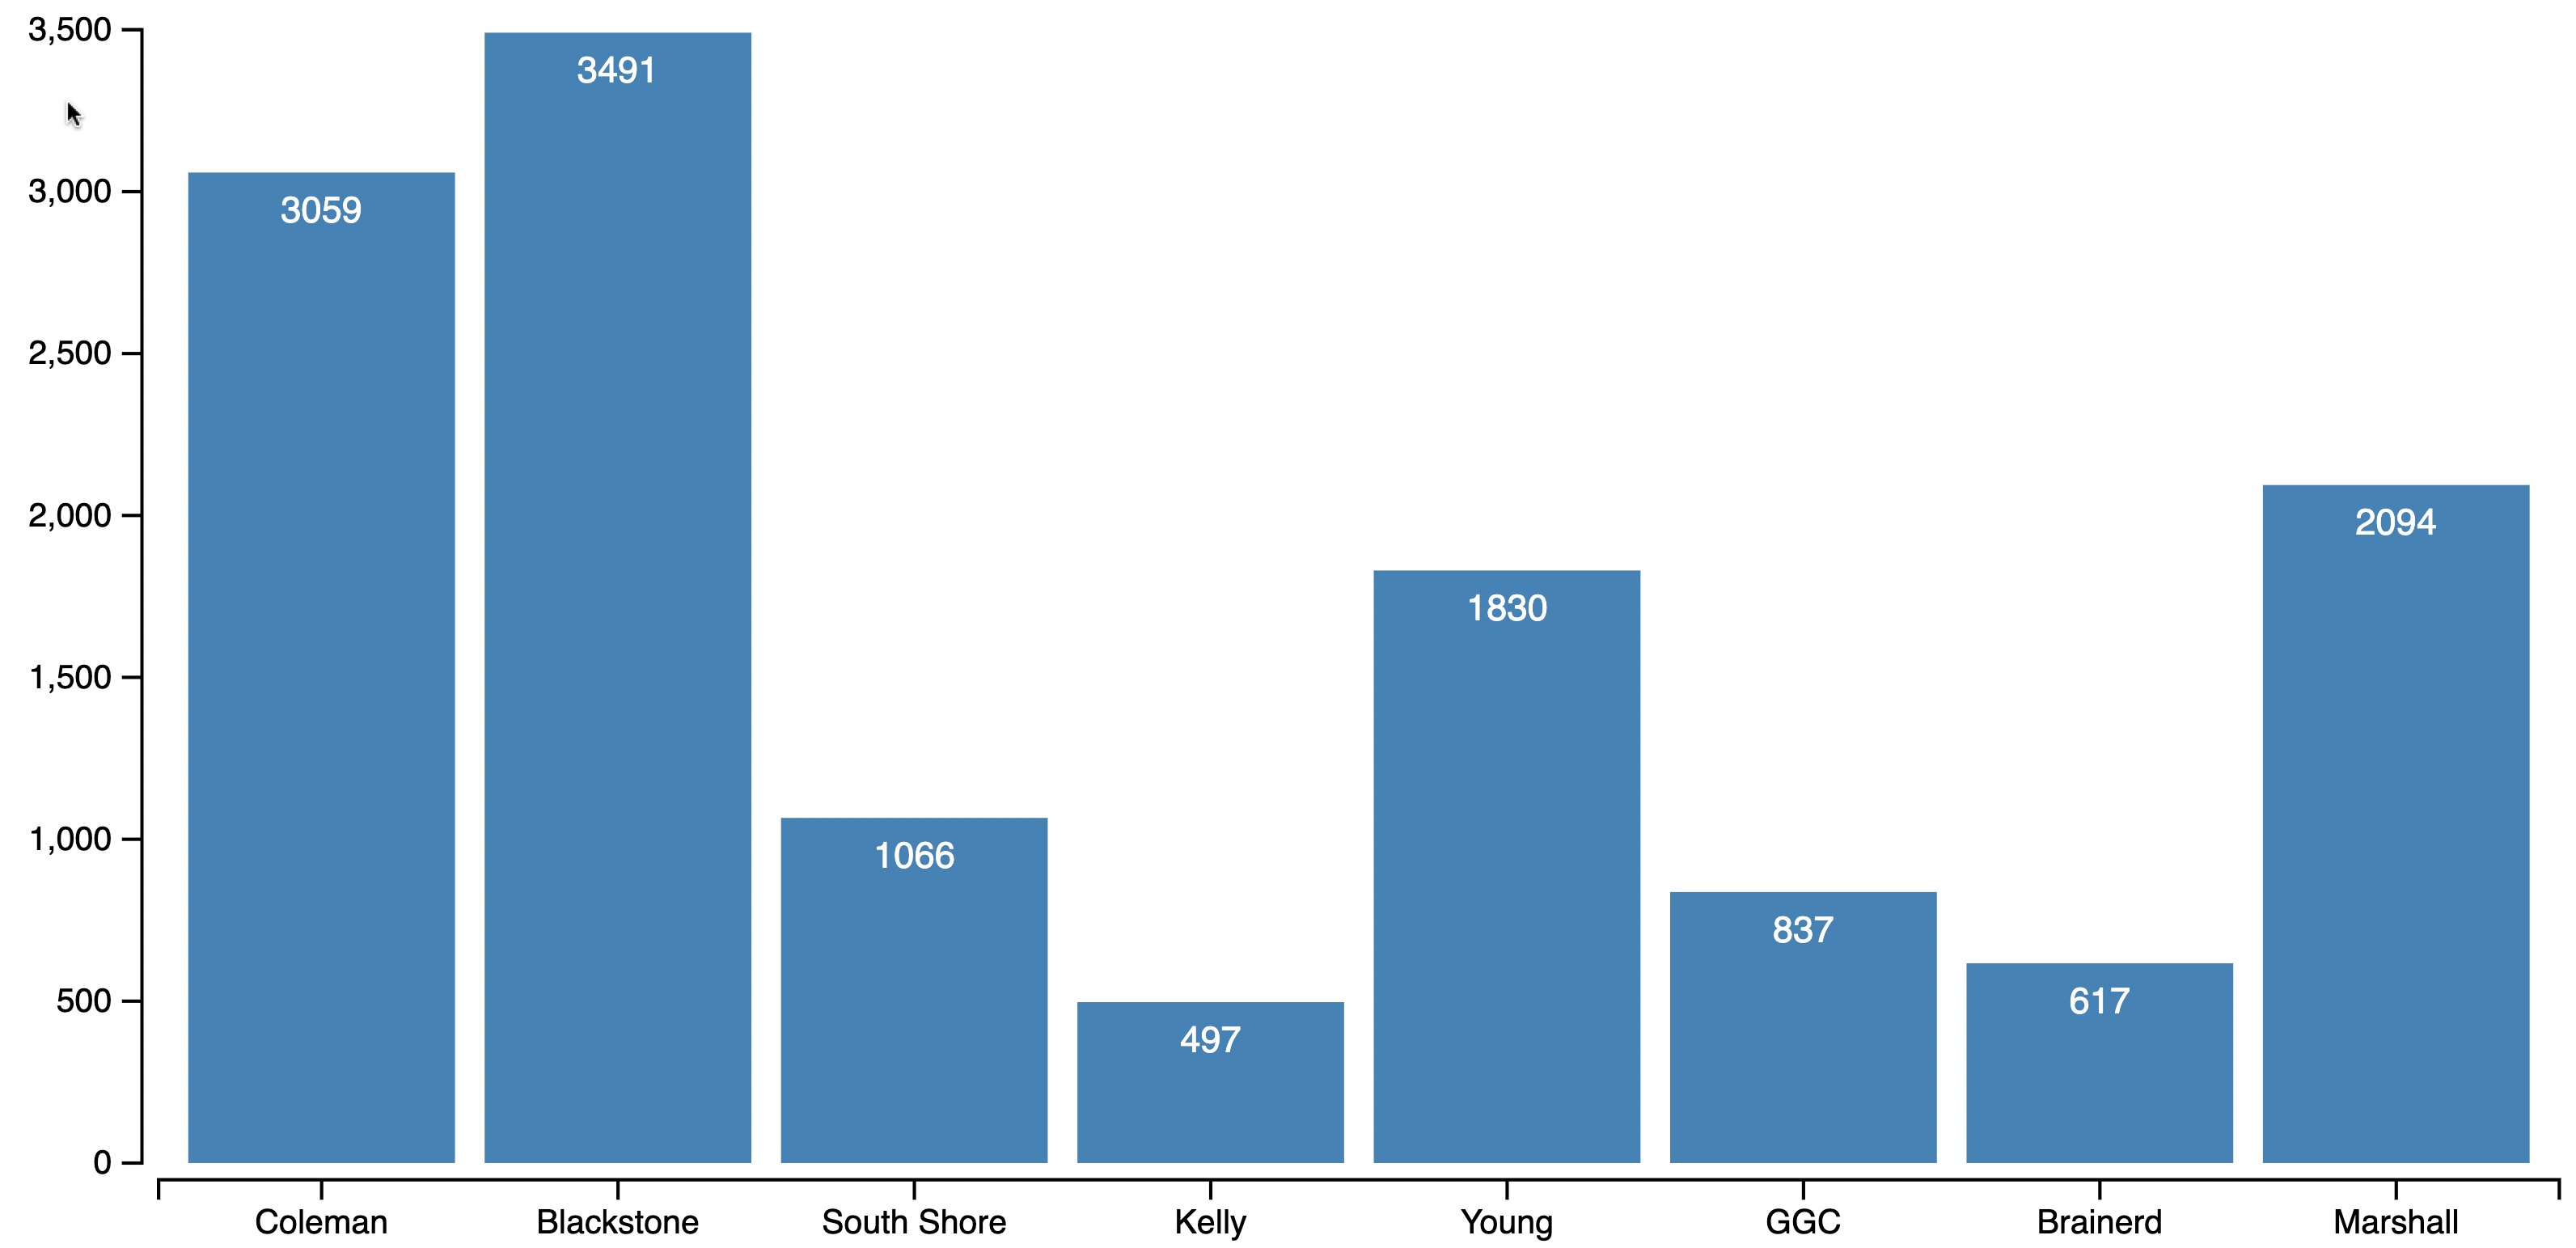 3,500
3,000
2,500
2,000
1,500
1,000
500
0
3059
3491
1066
497
1830
837
617
2094
Coleman
Blackstone
South Shore
Kelly
Young
GGC
Brainerd
Marshall